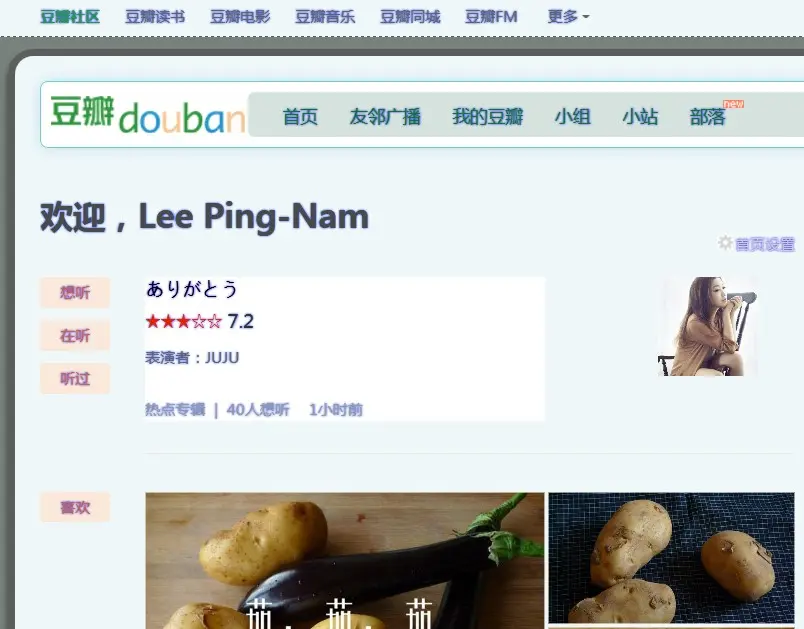 豆瓣社区 豆瓣读书 豆瓣电影 豆瓣音乐 豆瓣同城 豆瓣FM 更多
豆瓣douban 首页 友邻广播 我的豆瓣 小组 小站 部落 new
欢迎，Lee Ping-Nam
首页设置
想听
在听
听过
ありがとう
★★★☆☆ 7.2
表演者：JUJU
热点专辑 | 40人想听 1小时前
喜欢
茄，茄，茄